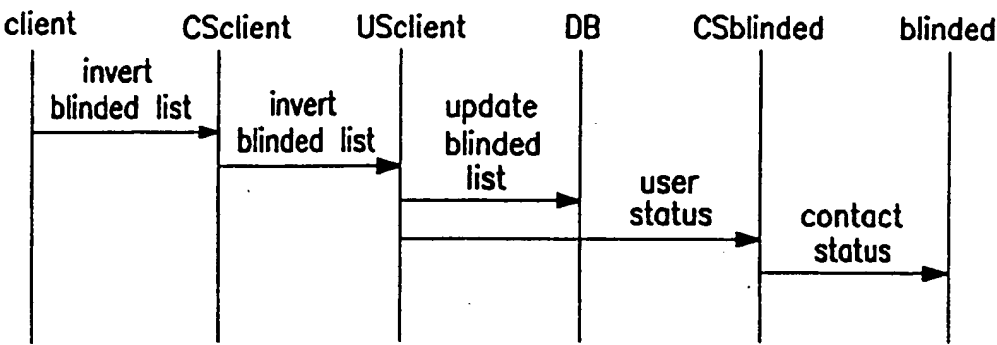 client CSclient USclient DB CSblinded blinded
invert
blinded list
invert
blinded list
update
blinded
list
user
status
contact
status